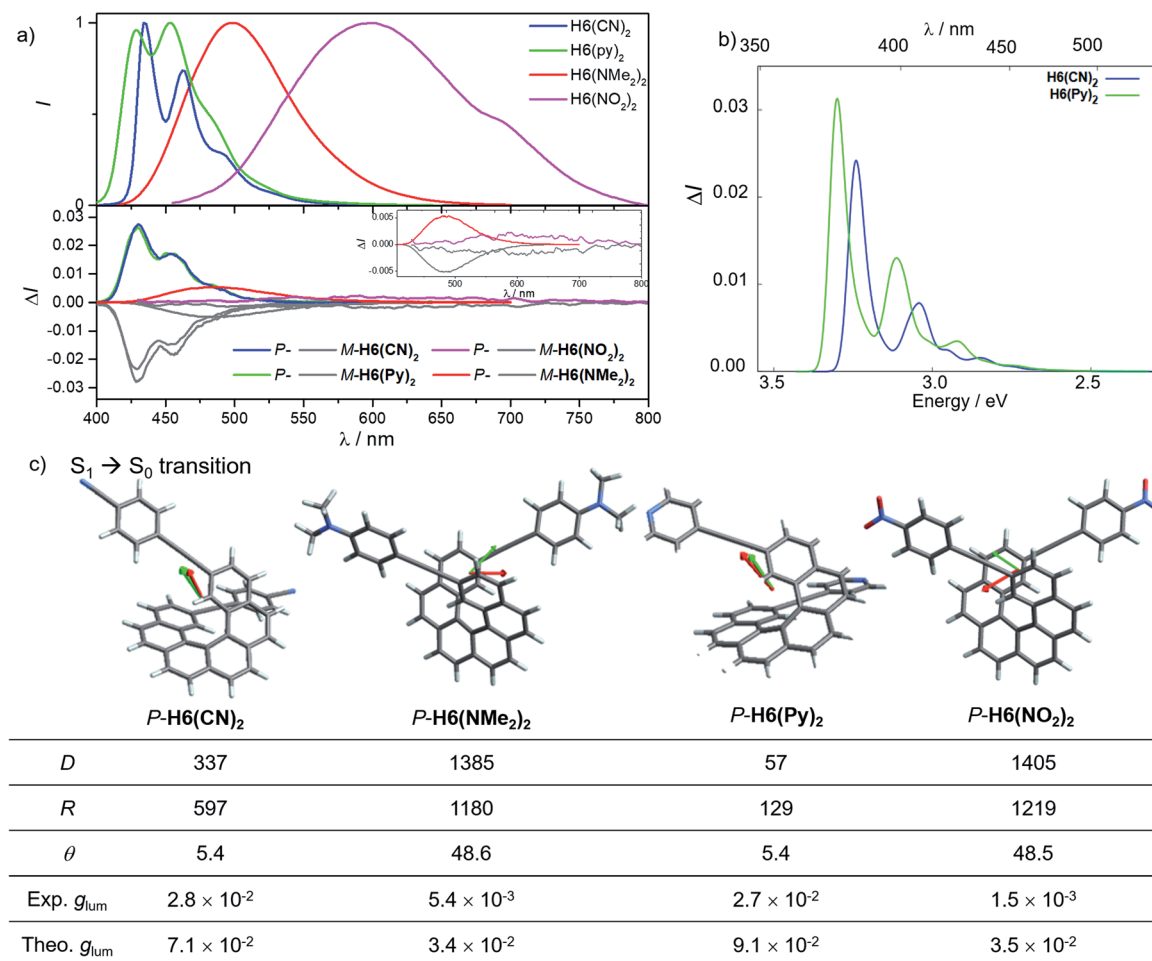 a)
1
0
I
H6(CN)2
H6(py)2
H6(NMe2)2
H6(NO2)2
0.03
0.02
0.01
0.00
-0.01
-0.02
-0.03
ΔI
0.005
0.000
-0.005
ΔI
500 600 700 800
λ / nm
P- M-H6(CN)2 P- M-H6(NO2)2
P- M-H6(Py)2 P- M-H6(NMe2)2
400 450 500 550 600 650 700 750 800
λ / nm
b)
λ / nm
350 400 450 500
H6(CN)2
H6(Py)2
0.03
0.02
0.01
0.00
ΔI
3.5 3.0 2.5
Energy / eV
c) S1 → S0 transition
P-H6(CN)2 P-H6(NMe2)2 P-H6(Py)2 P-H6(NO2)2
D 337 1385 57 1405
R 597 1180 129 1219
θ 5.4 48.6 5.4 48.5
Exp. glum 2.8 × 10-2 5.4 × 10-3 2.7 × 10-2 1.5 × 10-3
Theo. glum 7.1 × 10-2 3.4 × 10-2 9.1 × 10-2 3.5 × 10-2